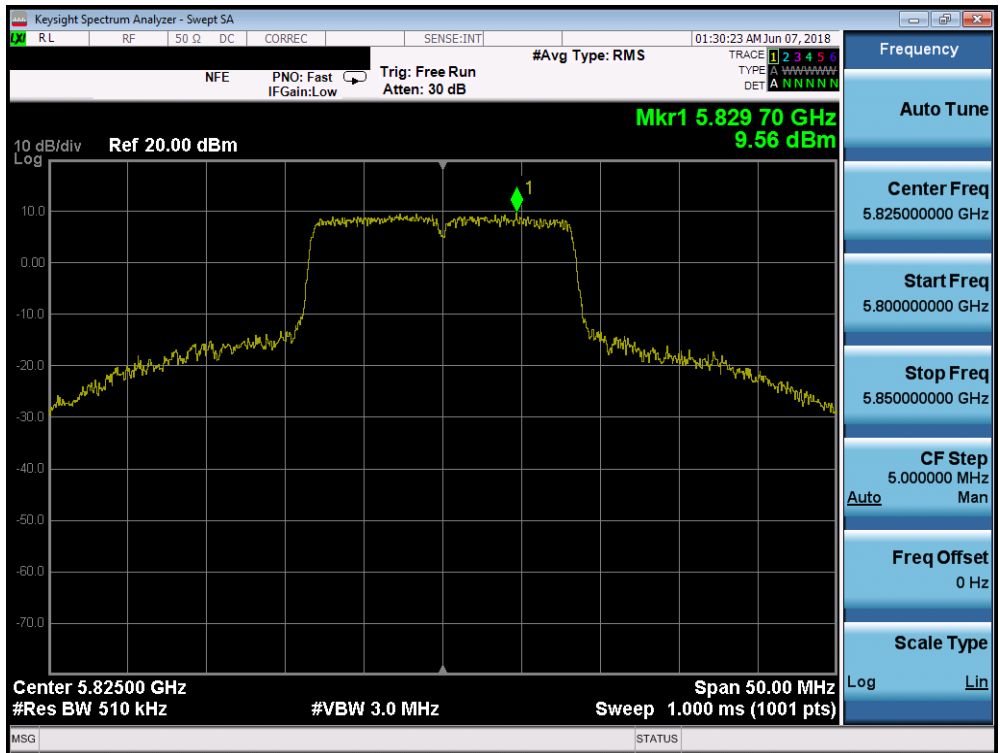 Keysight Spectrum Analyzer - Swept SA
LXI RL RF 50 Ω DC CORREC SENSE:INT 01:30:23 AM Jun 07, 2018
#Avg Type: RMS TRACE 1 2 3 4 5 6
NFE PNO: Fast Trig: Free Run TYPE A WWWWW
IFGain:Low Atten: 30 dB DET A N N N N N
Mkr1 5.829 70 GHz
9.56 dBm
10 dB/div Ref 20.00 dBm
Log
1
10.0
0.00
-10.0
-20.0
-30.0
-40.0
-50.0
-60.0
-70.0
Center 5.82500 GHz Span 50.00 MHz
#Res BW 510 kHz #VBW 3.0 MHz Sweep 1.000 ms (1001 pts)
MSG STATUS
Frequency
Auto Tune
Center Freq
5.825000000 GHz
Start Freq
5.800000000 GHz
Stop Freq
5.850000000 GHz
CF Step
5.000000 MHz
Auto Man
Freq Offset
0 Hz
Scale Type
Log Lin